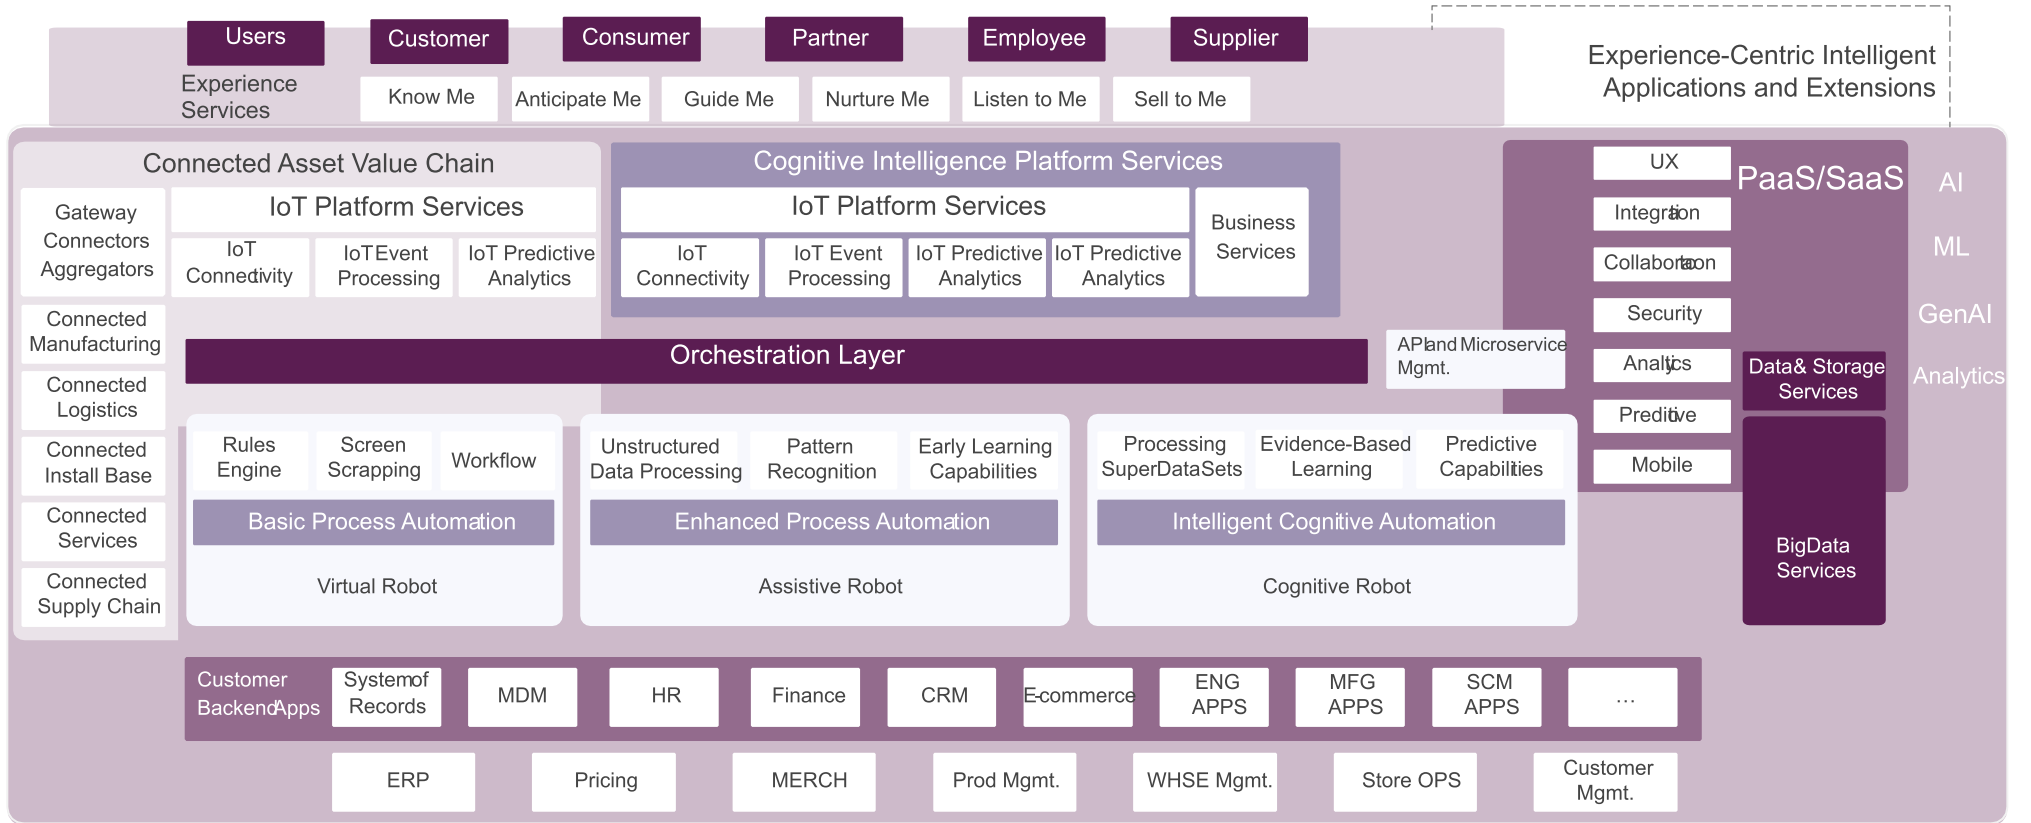 Users
Customer
Consumer
Partner
Employee
Supplier
Experience
Services
Know Me
Anticipate Me
Guide Me
Nurture Me
Listen to Me
Sell to Me
Experience-Centric Intelligent
Applications and Extensions
Connected Asset Value Chain
Gateway
Connectors
Aggregators
IoT Platform Services
IoT
Connectivity
IoT Event
Processing
IoT Predictive
Analytics
Connected
Manufacturing
Connected
Logistics
Connected
Install Base
Connected
Services
Connected
Supply Chain
Cognitive Intelligence Platform Services
IoT Platform Services
IoT
Connectivity
IoT Event
Processing
IoT Predictive
Analytics
IoT Predictive
Analytics
Business
Services
Orchestration Layer
API and Microservice
Mgmt.
UX
Integration
Collaboracation
Security
Analytics
Preditive
Mobile
PaaS/SaaS
Data & Storage
Services
BigData
Services
AI
ML
GenAI
Analytics
Rules
Engine
Screen
Scrapping
Workflow
Basic Process Automation
Virtual Robot
Unstructured
Data Processing
Pattern
Recognition
Early Learning
Capabilities
Enhanced Process Automation
Assistive Robot
Processing
SuperDataSets
Evidence-Based
Learning
Predictive
Capabilities
Intelligent Cognitive Automation
Cognitive Robot
Customer
Backend Apps
System of
Records
MDM
HR
Finance
CRM
E-commerce
ENG
APPS
MFG
APPS
SCM
APPS
...
ERP
Pricing
MERCH
Prod Mgmt.
WHSE Mgmt.
Store OPS
Customer
Mgmt.